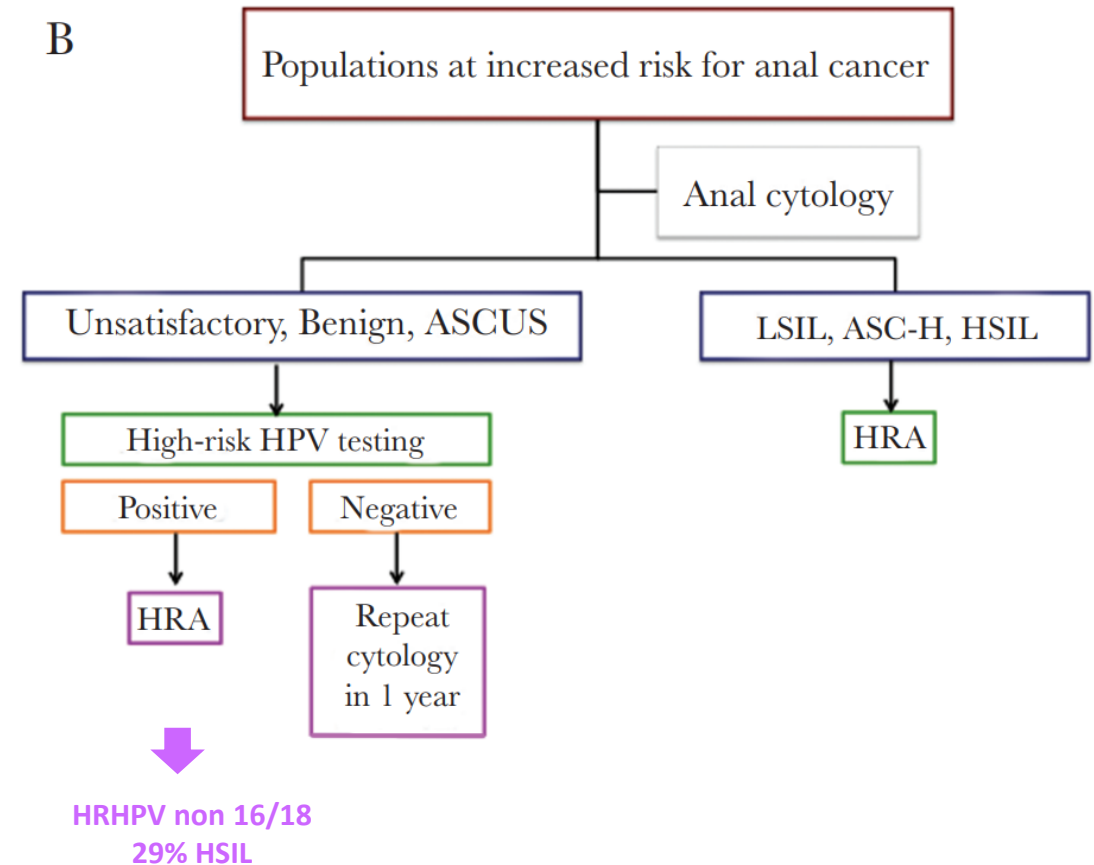 B
Populations at increased risk for anal cancer
Anal cytology
Unsatisfactory, Benign, ASCUS
LSIL, ASC-H, HSIL
High-risk HPV testing
HRA
Positive
Negative
HRA
Repeat
cytology
in 1 year
HRHPV non 16/18
29% HSIL